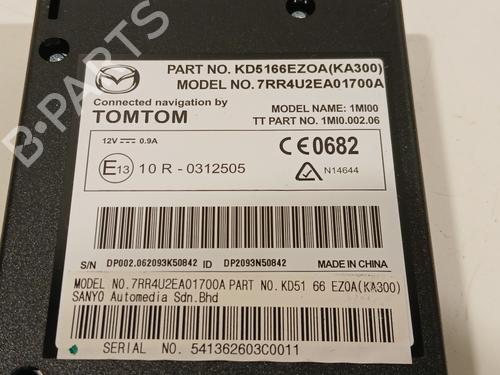 PART NO. KD5166EZ0A(KA300)
MODEL NO.7RR4U2EA01700A
Connected navigation by
TOMTOM
MODEL NAME: 1MI00
TT PART NO. 1MI0.002.06
12V 0.9A
CE0682
E13 10 R - 0312505
N14644
S/N DP002.062093K50842 ID DP2093N50842
MADE IN CHINA
MODEL NO.7RR4U2EA01700A PART NO.KD51 66 EZ0A(KA300)
SANYO Automedia Sdn.Bhd
SERIAL NO. 541362603C0011
B-PARTS